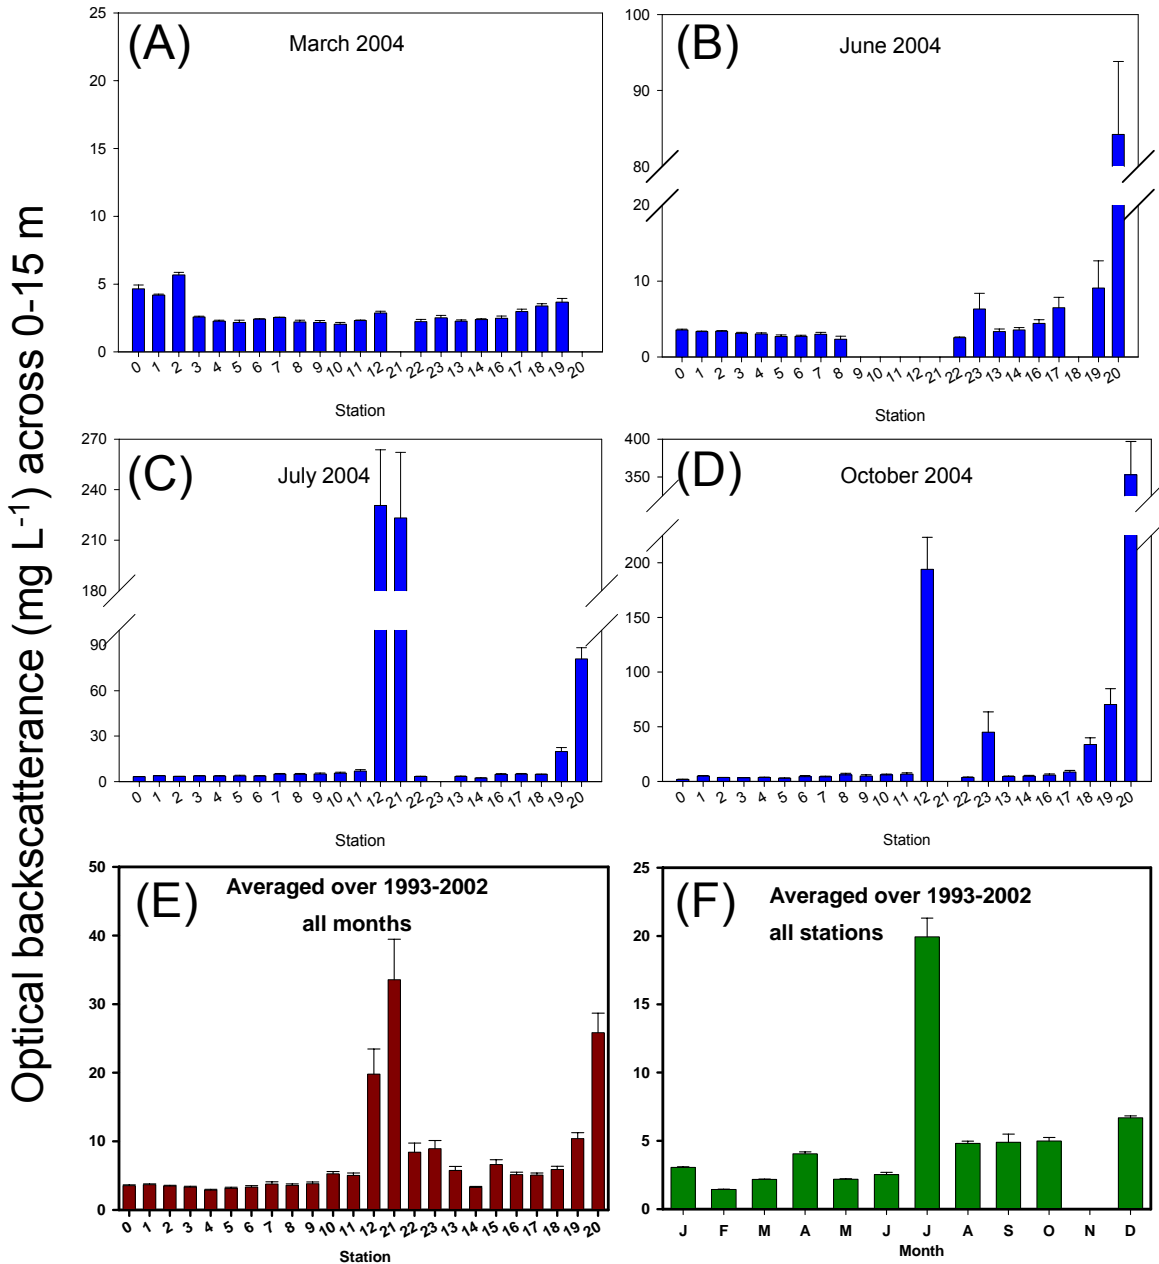 Optical backscatterance (mg L⁻¹) across 0-15 m
(A)
March 2004
25
20
15
10
5
0
0 1 2 3 4 5 6 7 8 9 10 11 12 21 22 23 13 14 16 17 18 19 20
Station
(B)
June 2004
100
90
80
20
10
0
0 1 2 3 4 5 6 7 8 9 10 11 12 21 22 23 13 14 16 17 18 19 20
Station
(C)
July 2004
270
240
210
180
90
60
30
0
0 1 2 3 4 5 6 7 8 9 10 11 12 21 22 23 13 14 16 17 18 19 20
Station
(D)
October 2004
400
350
200
150
100
50
0
0 1 2 3 4 5 6 7 8 9 10 11 12 21 22 23 13 14 16 17 18 19 20
Station
(E)
Averaged over 1993-2002
all months
50
40
30
20
10
0
0 1 2 3 4 5 6 7 8 9 10 11 12 21 22 23 13 14 15 16 17 18 19 20
Station
(F)
Averaged over 1993-2002
all stations
25
20
15
10
5
0
J F M A M J J A S O N D
Month